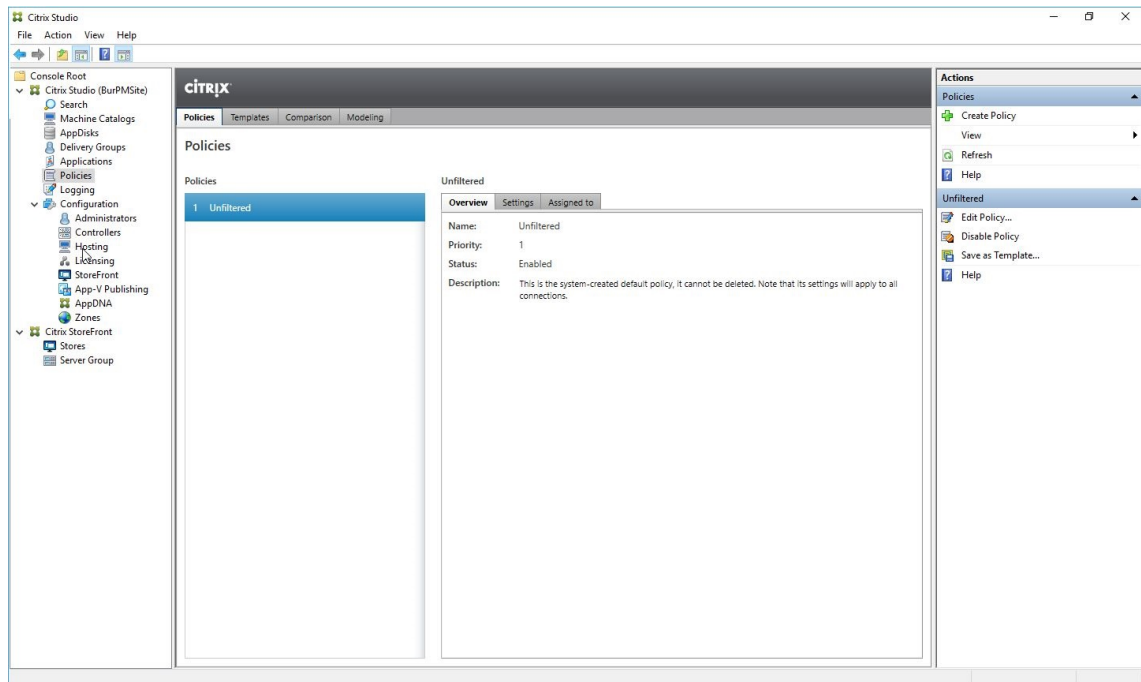 Citrix Studio
File Action View Help
Console Root
Citrix Studio (BurPMSite)
Search
Machine Catalogs
AppDisks
Delivery Groups
Applications
Policies
Logging
Configuration
Administrators
Controllers
Hosting
Licensing
StoreFront
App-V Publishing
AppDNA
Zones
Citrix StoreFront
Stores
Server Group
CİTRIX
Policies Templates Comparison Modeling
Policies
Policies
1 Unfiltered
Unfiltered
Overview Settings Assigned to
Name: Unfiltered
Priority: 1
Status: Enabled
Description: This is the system-created default policy, it cannot be deleted. Note that its settings will apply to all
connections.
Actions
Policies
Create Policy
View
Refresh
Help
Unfiltered
Edit Policy...
Disable Policy
Save as Template...
Help